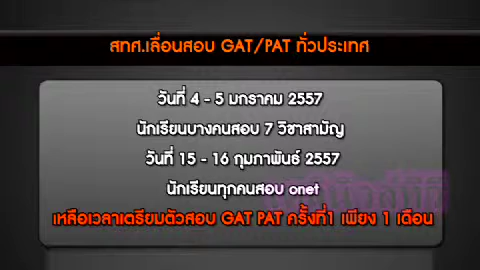 สทศ.เลื่อนสอบ GAT/PAT ทั่วประเทศ
วันที่ 4 - 5 มกราคม 2557
นักเรียนบางคนสอบ 7 วิชาสามัญ
วันที่ 15 - 16 กุมภาพันธ์ 2557
นักเรียนทุกคนสอบ onet
เหลือเวลาเตรียมตัวสอบ GAT PAT ครั้งที่1 เพียง 1 เดือน